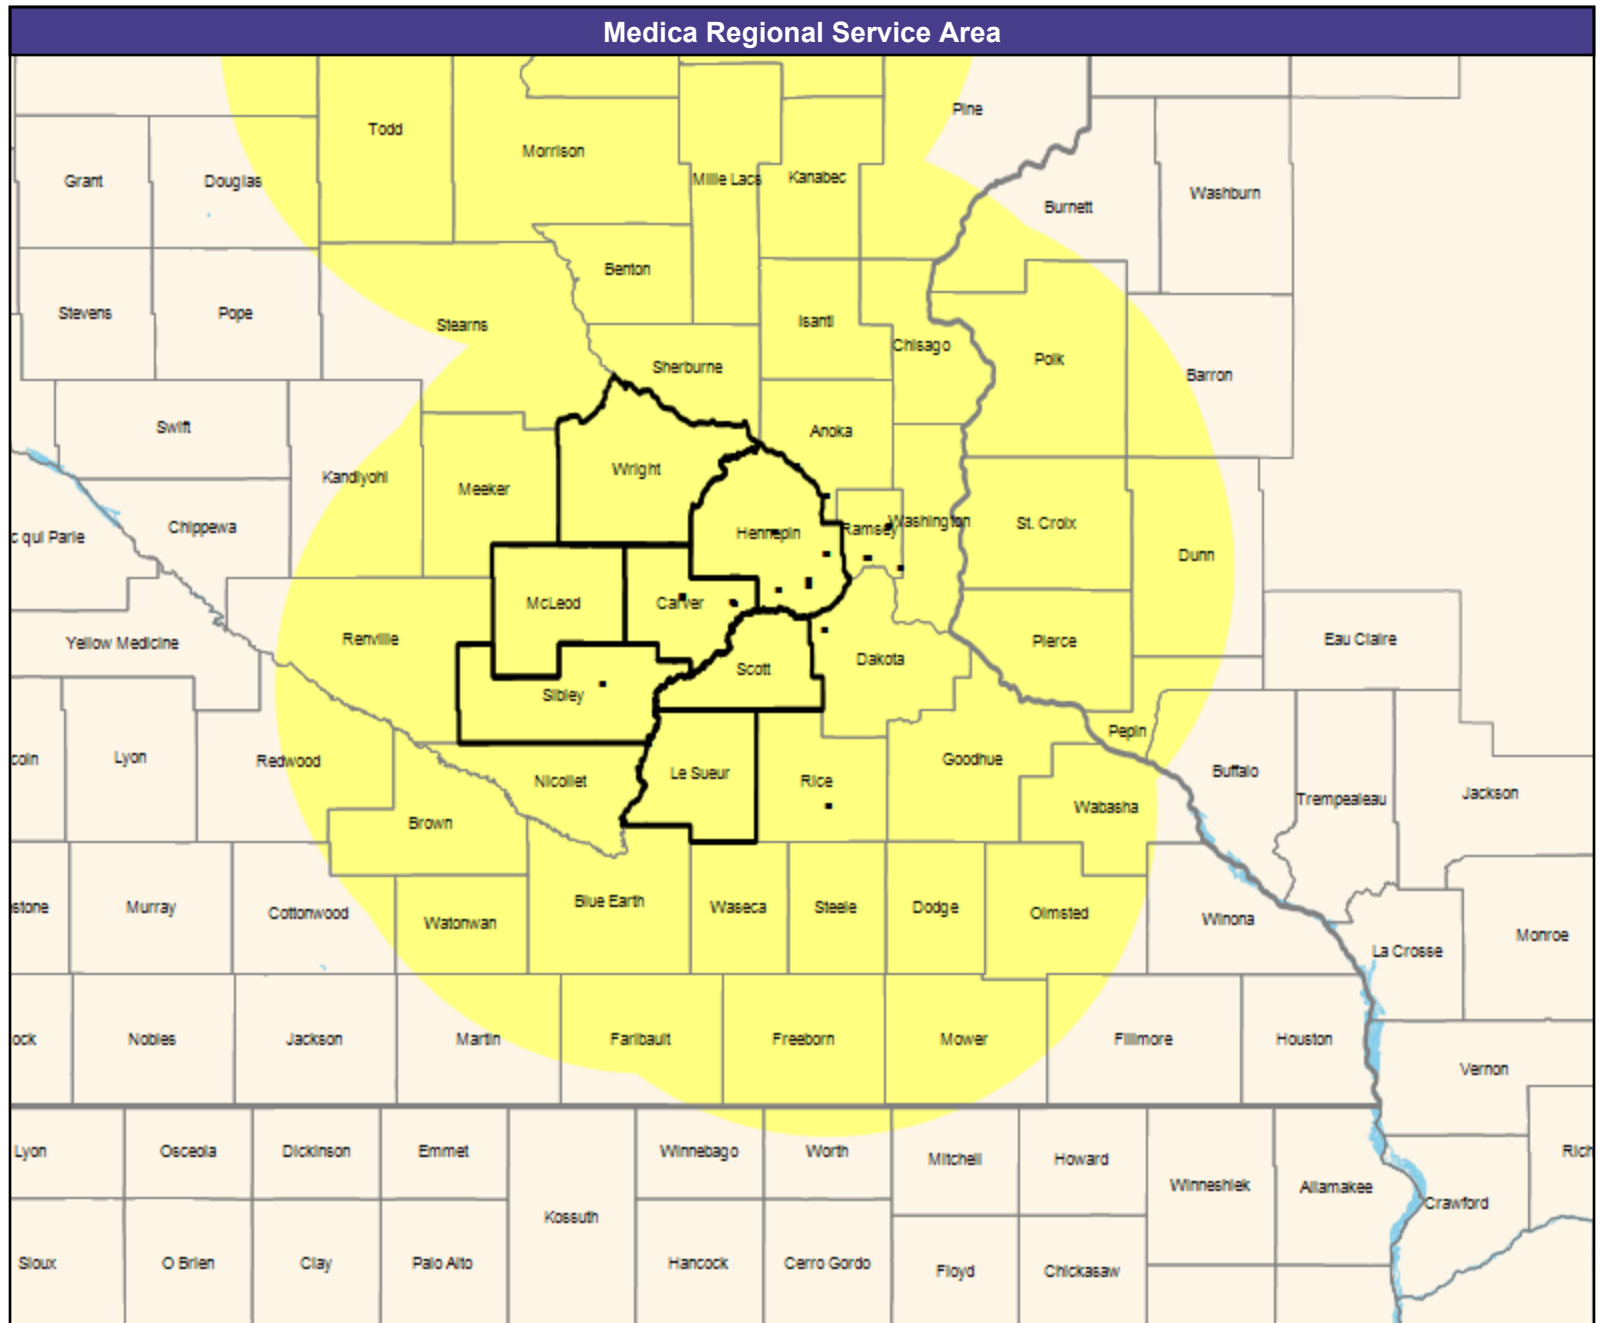 Medica Regional Service Area
Pine
Todd
Morrison
Grant
Douglas
Mille Lacs
Kanabec
Burnett
Washburn
Benton
Stevens
Pope
Stearns
Isanti
Chisago
Polk
Barron
Sherburne
Swift
Anoka
Kandiyohi
Meeker
Wright
Chippewa
Hennepin
Ramsey
Washington
St. Croix
Dunn
c qui Parle
McLeod
Carver
Yellow Medicine
Renville
Scott
Dakota
Pierce
Eau Claire
Sibley
Pepin
coln
Lyon
Redwood
Nicollet
Le Sueur
Rice
Goodhue
Buffalo
Trempealeau
Jackson
Brown
Wabasha
stone
Murray
Cottonwood
Watonwan
Blue Earth
Waseca
Steele
Dodge
Olmsted
Winona
La Crosse
Monroe
ock
Nobles
Jackson
Martin
Faribault
Freeborn
Mower
Fillmore
Houston
Vernon
Lyon
Osceola
Dickinson
Emmet
Winnebago
Worth
Mitchell
Howard
Rich
Winneshiek
Allamakee
Crawford
Kossuth
Sioux
O Brien
Clay
Palo Alto
Hancock
Cerro Gordo
Floyd
Chickasaw